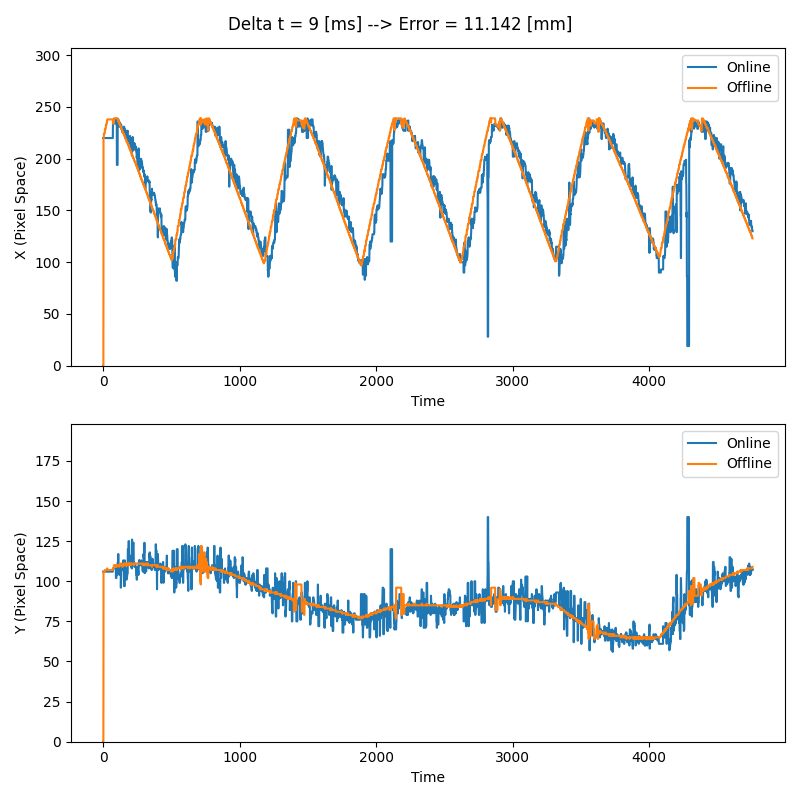 Delta t = 9 [ms] --> Error = 11.142 [mm]
300
250
200
150
100
50
0
X (Pixel Space)
Online
Offline
0 1000 2000 3000 4000
Time
175
150
125
100
75
50
25
0
Y (Pixel Space)
Online
Offline
0 1000 2000 3000 4000
Time